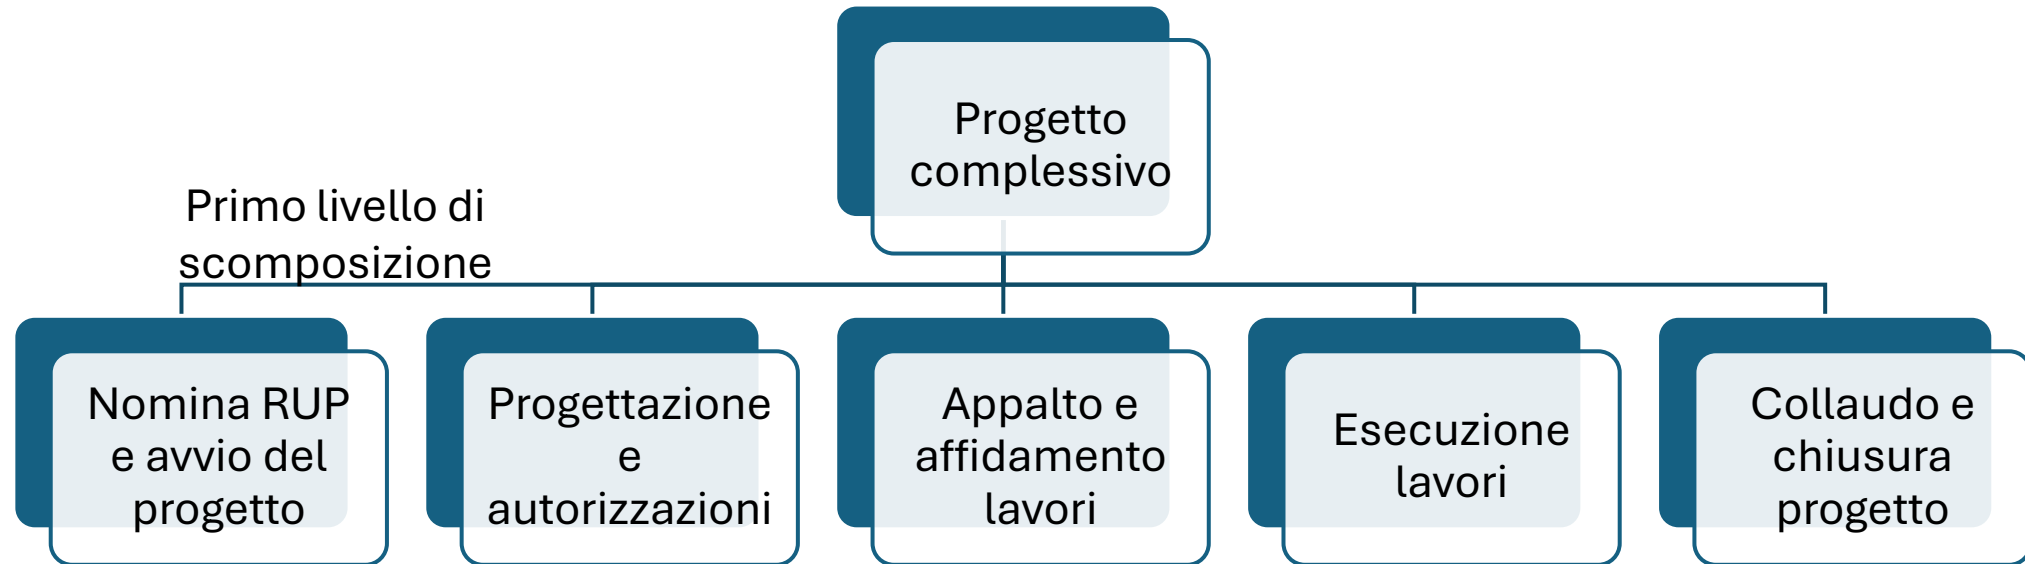 Progetto
complessivo
Primo livello di
scomposizione
Nomina RUP
e avvio del
progetto
Progettazione
e
autorizzazioni
Appalto e
affidamento
lavori
Esecuzione
lavori
Collaudo e
chiusura
progetto